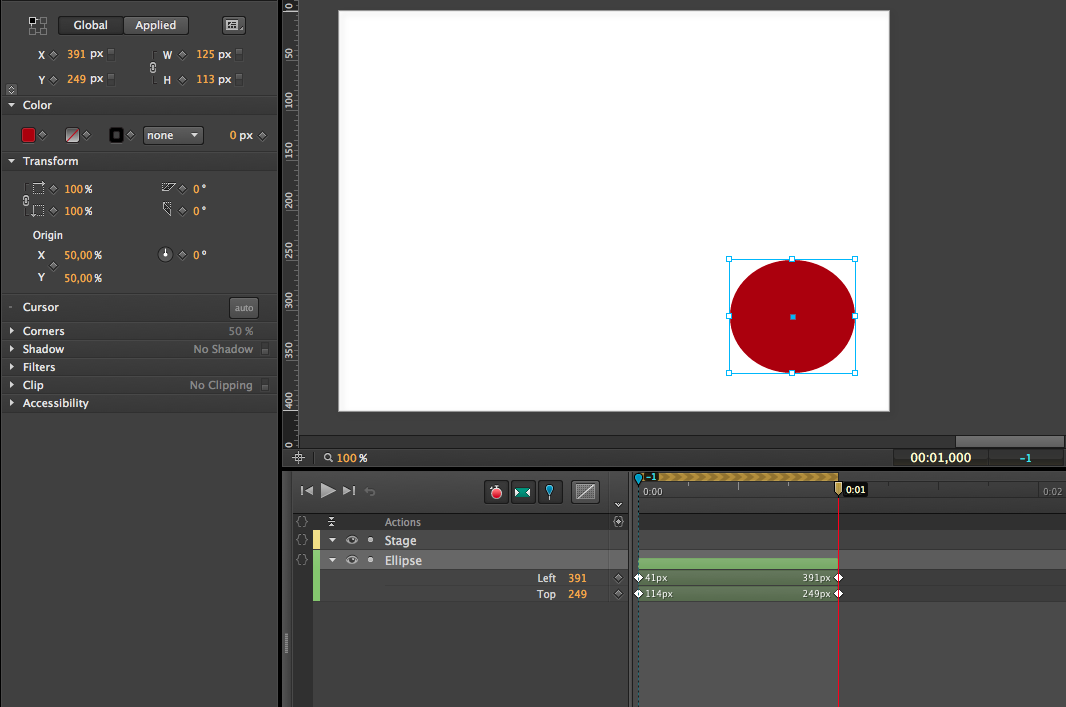 Global Applied
X 391 px W 125 px
Y 249 px H 113 px
Color
none 0 px
Transform
100% 0°
100% 0°
Origin
X 50,00% 0°
Y 50,00%
Cursor auto
Corners 50 %
Shadow No Shadow
Filters
Clip No Clipping
Accessibility
0
50
100
150
200
250
300
350
400
0
100% 00:01,000 -1
-1
0:00 0:01 0:02
Actions
Stage
Ellipse
Left 391 41px 391px
Top 249 114px 249px